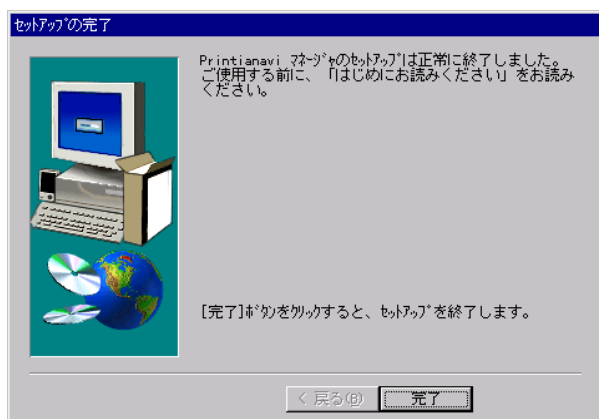 ｾｯﾄｱｯﾌﾟの完了
Printianavi ﾏﾈｰｼﾞｬのｾｯﾄｱｯﾌﾟは正常に終了しました。
ご使用する前に、「はじめにお読みください」をお読み
ください。
[完了]ﾎﾞﾀﾝをｸﾘｯｸすると、ｾｯﾄｱｯﾌﾟを終了します。
< 戻る(B)
完了